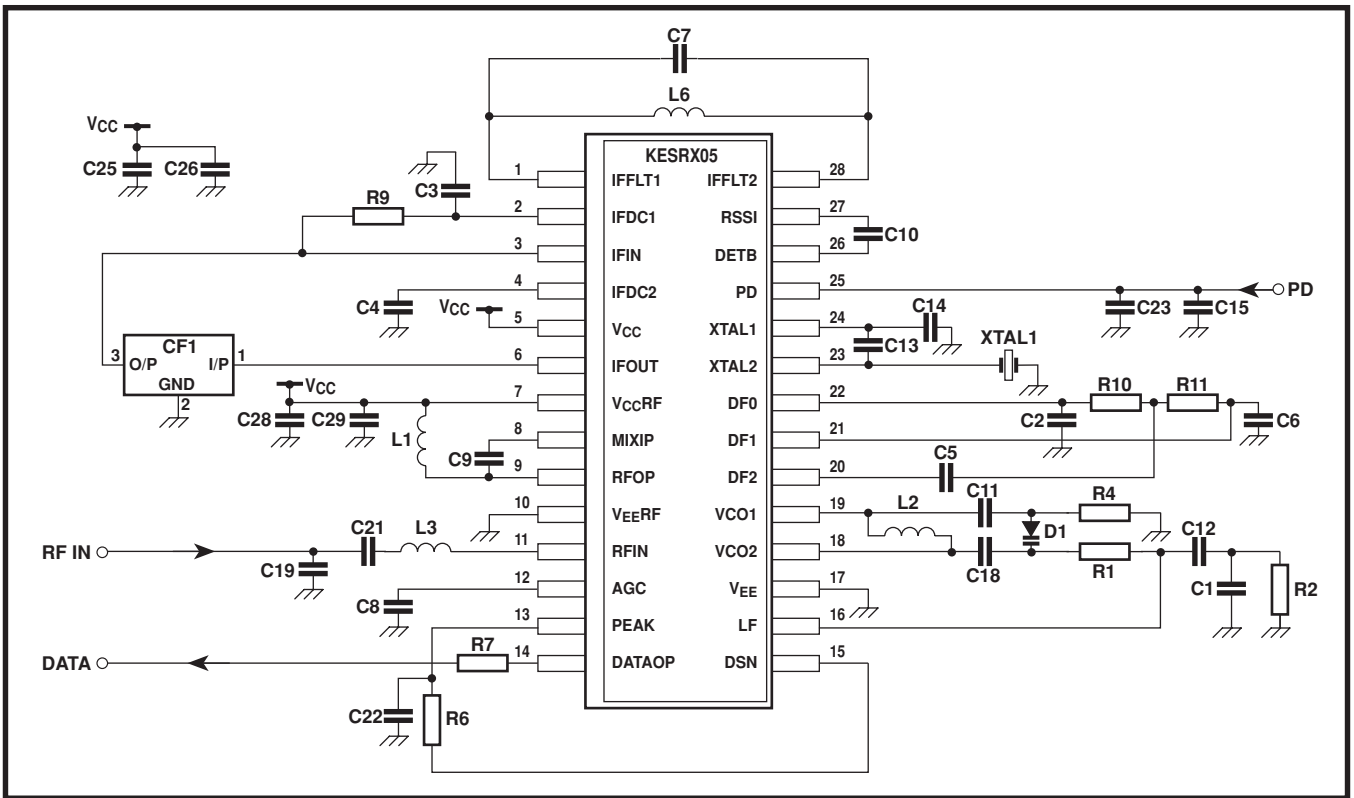 C7
L6
VCC
C25
C26
KESRX05
C3
R9
1
IFFLT1
IFFLT2
28
2
IFDC1
RSSI
27
C10
3
IFIN
DETB
26
4
IFDC2
PD
25
PD
C4
VCC
C23
C15
5
VCC
XTAL1
24
C14
C13
XTAL1
3
O/P
CF1
I/P
1
GND
2
6
IFOUT
XTAL2
23
VCC
R10
R11
7
VCCRF
DF0
22
C28
C29
L1
C2
C6
8
MIXIP
DF1
21
C9
C5
9
RFOP
DF2
20
C11
R4
10
VEERF
VCO1
19
L2
D1
C12
RF IN
C21
L3
11
RFIN
VCO2
18
C18
R1
C19
C1
R2
12
AGC
VEE
17
C8
13
PEAK
LF
16
DATA
R7
14
DATAOP
DSN
15
C22
R6